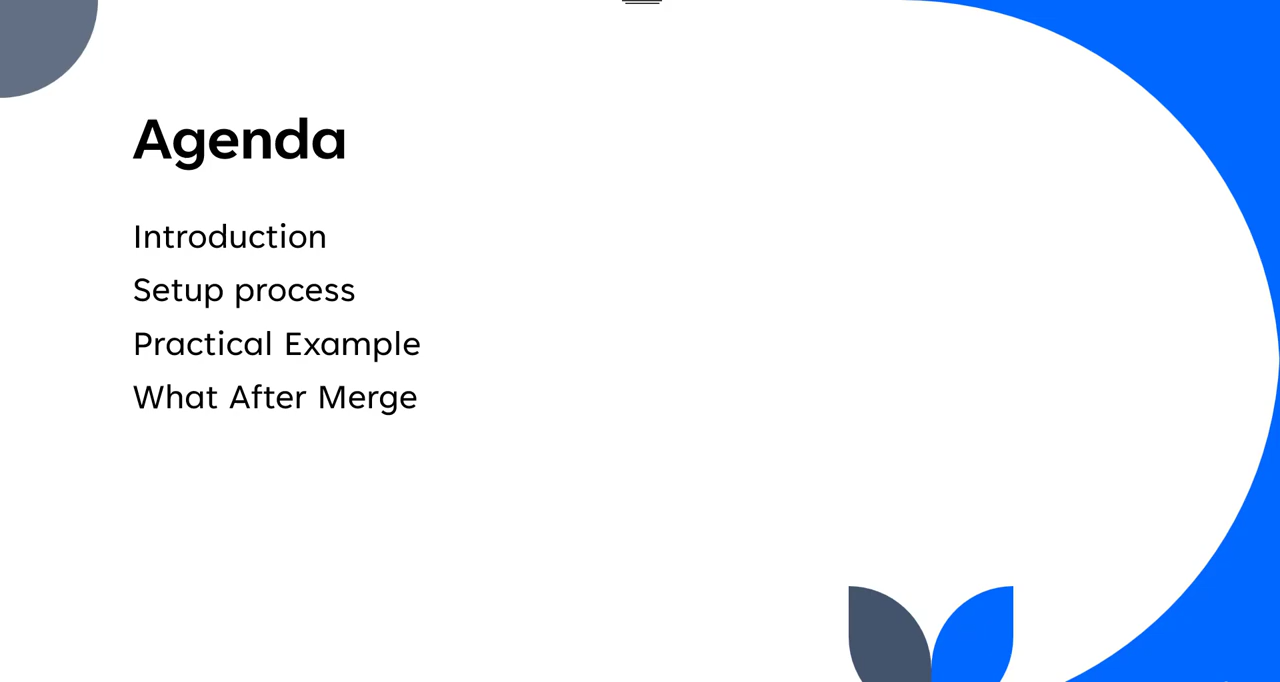 Agenda
Introduction
Setup process
Practical Example
What After Merge